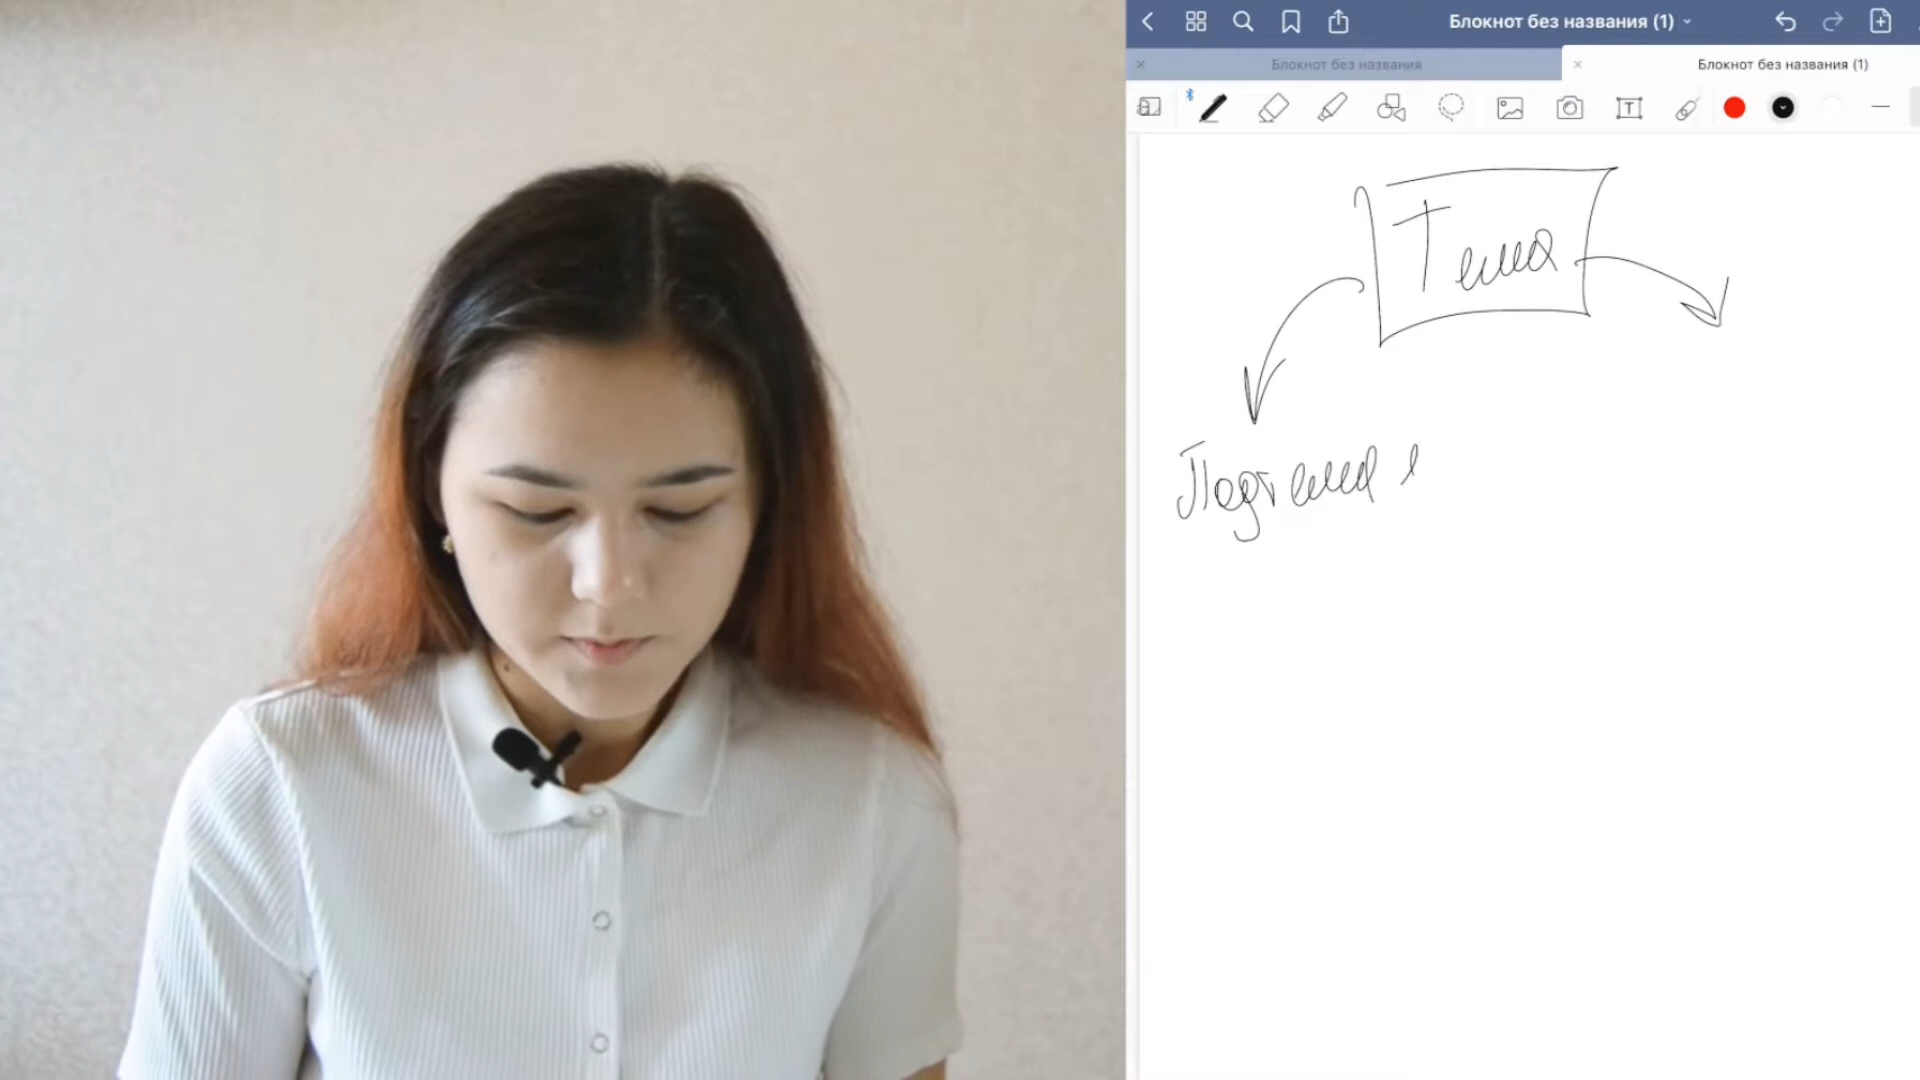 Блокнот без названия (1)
Блокнот без названия
Блокнот без названия (1)
Тема
Подтема